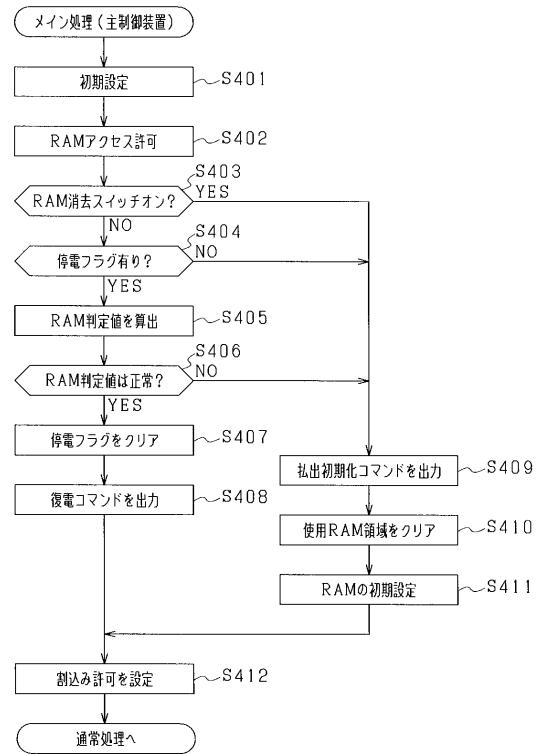 メイン処理(主制御装置)
初期設定
S401
RAMアクセス許可
S402
S403
RAM消去スイッチオン?
YES
NO
S404
停電フラグ有り?
NO
YES
RAM判定値を算出
S405
S406
RAM判定値は正常?
NO
YES
停電フラグをクリア
S407
払出初期化コマンドを出力
S409
復電コマンドを出力
S408
使用RAM領域をクリア
S410
RAMの初期設定
S411
割込み許可を設定
S412
通常処理へ